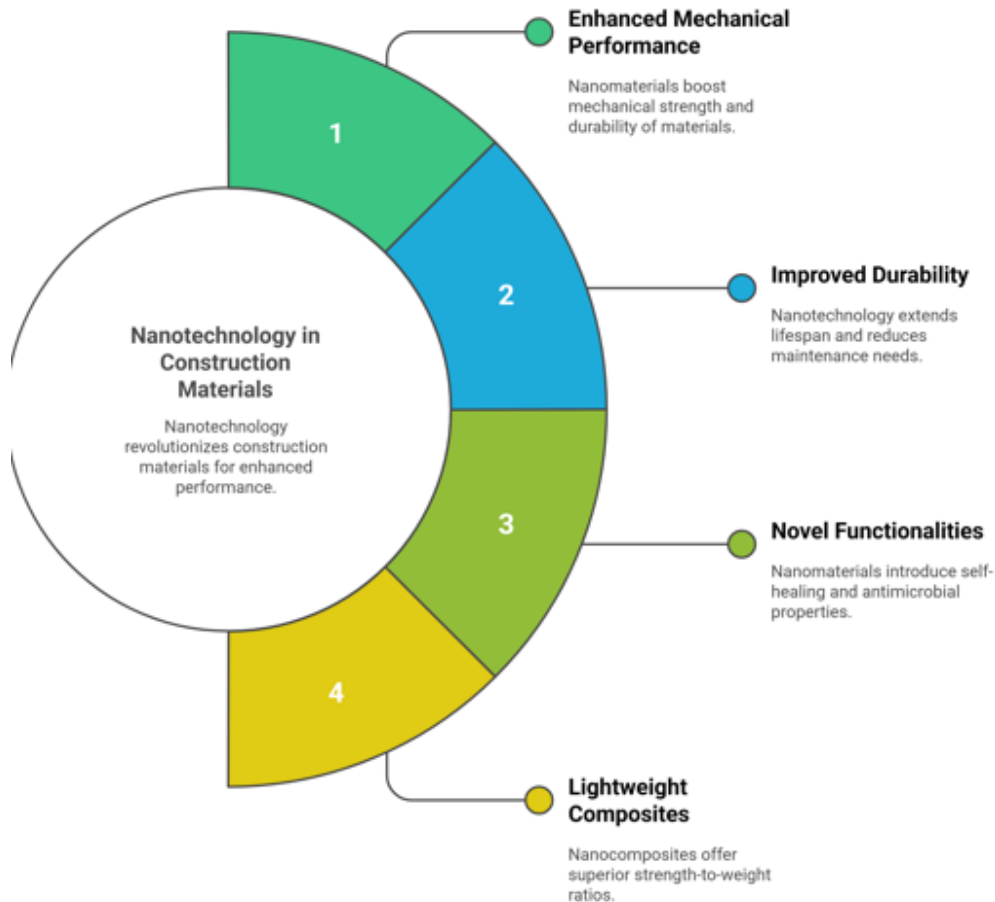 Enhanced Mechanical
Performance
Nanomaterials boost
mechanical strength and
durability of materials.
1
2
Improved Durability
Nanotechnology extends
lifespan and reduces
maintenance needs.
Nanotechnology in
Construction
Materials
Nanotechnology
revolutionizes construction
materials for enhanced
performance.
3
Novel Functionalities
Nanomaterials introduce self-
healing and antimicrobial
properties.
4
Lightweight
Composites
Nanocomposites offer
superior strength-to-weight
ratios.